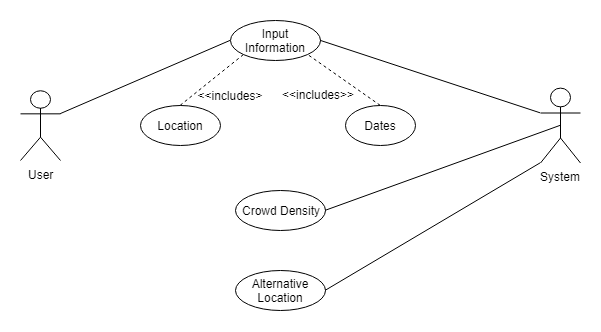 Input
Information
<<includes>
<<includes>>
Location
Dates
User
System
Crowd Density
Alternative
Location